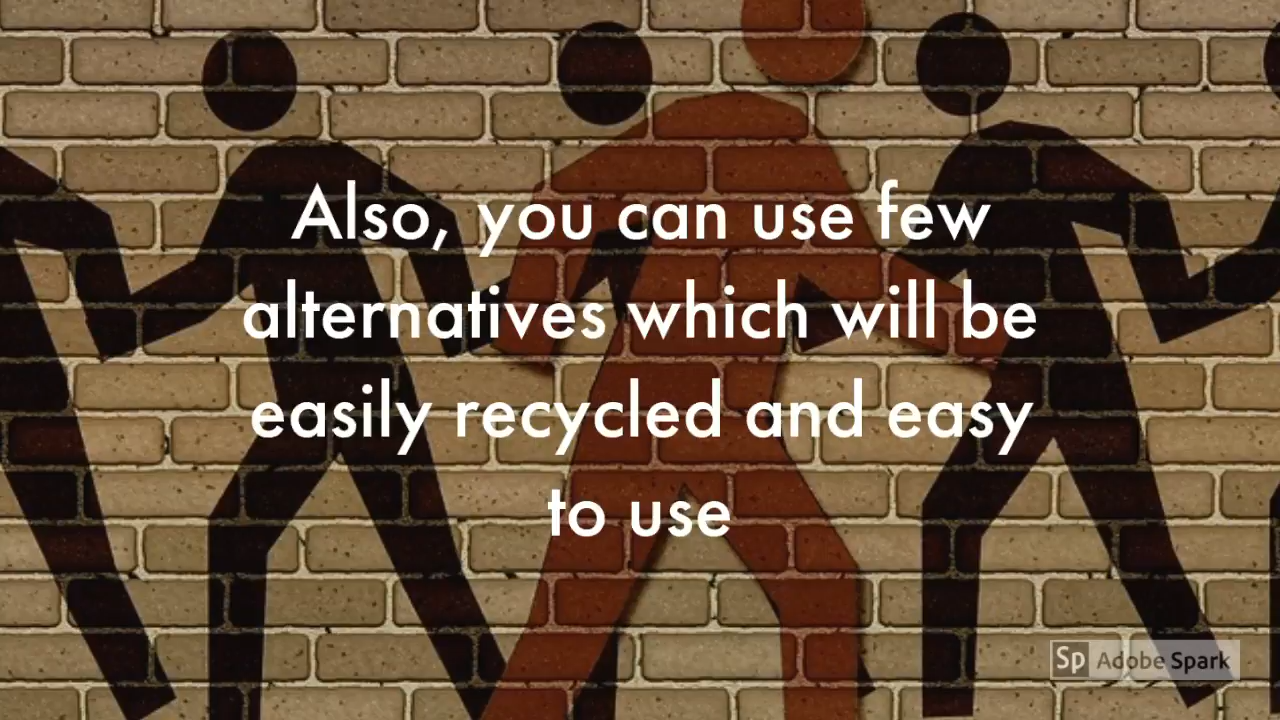 Also, you can use few
alternatives which will be
easily recycled and easy
to use
Sp Adobe Spark